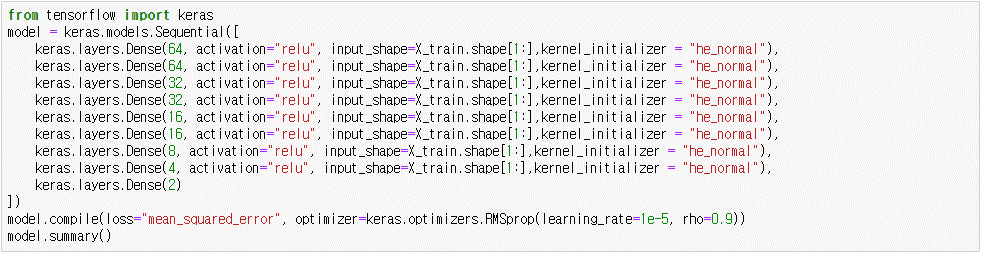 from tensorflow import keras
model = keras.models.Sequential([
    keras.layers.Dense(64, activation="relu", input_shape=X_train.shape[1:],kernel_initializer = "he_normal"),
    keras.layers.Dense(64, activation="relu", input_shape=X_train.shape[1:],kernel_initializer = "he_normal"),
    keras.layers.Dense(32, activation="relu", input_shape=X_train.shape[1:],kernel_initializer = "he_normal"),
    keras.layers.Dense(32, activation="relu", input_shape=X_train.shape[1:],kernel_initializer = "he_normal"),
    keras.layers.Dense(16, activation="relu", input_shape=X_train.shape[1:],kernel_initializer = "he_normal"),
    keras.layers.Dense(16, activation="relu", input_shape=X_train.shape[1:],kernel_initializer = "he_normal"),
    keras.layers.Dense(8, activation="relu", input_shape=X_train.shape[1:],kernel_initializer = "he_normal"),
    keras.layers.Dense(4, activation="relu", input_shape=X_train.shape[1:],kernel_initializer = "he_normal"),
    keras.layers.Dense(2)
])
model.compile(loss="mean_squared_error", optimizer=keras.optimizers.RMSprop(learning_rate=1e-5, rho=0.9))
model.summary()